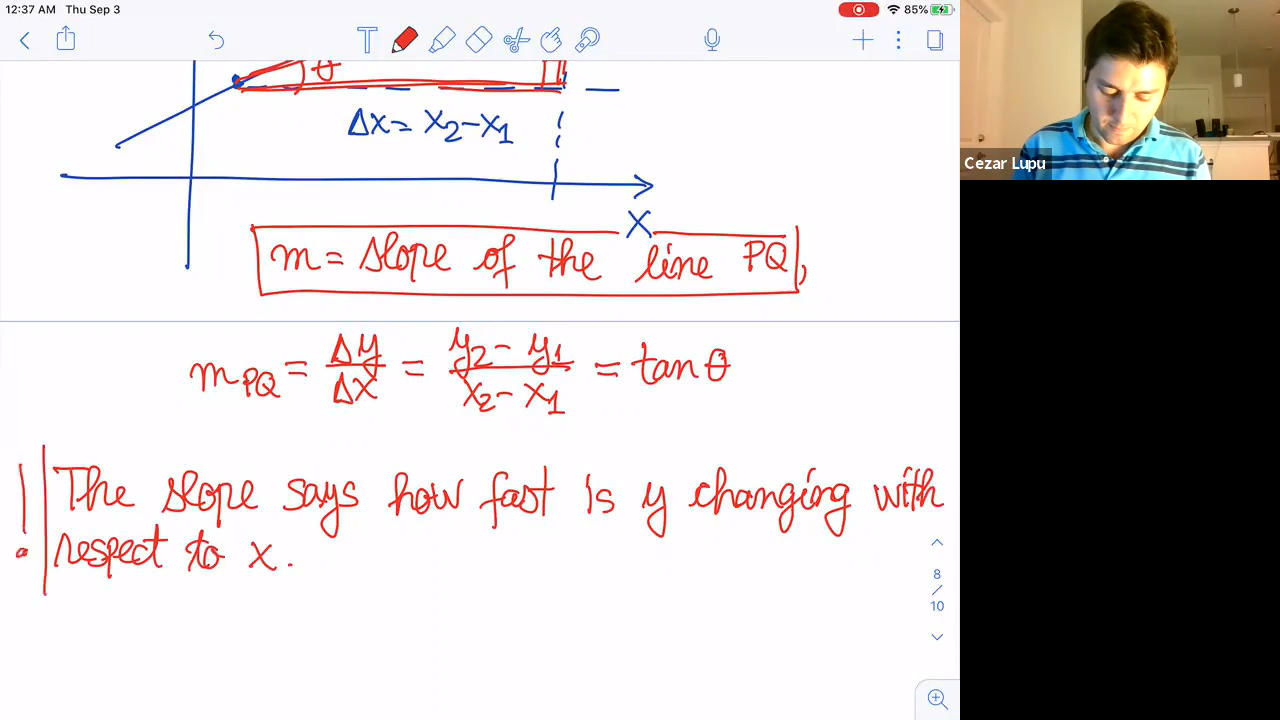 12:37 AM Thu Sep 3
85%
θ
Δx = x₂ - x₁
x
m = slope of the line PQ,
m_PQ = Δy/Δx = (y₂ - y₁)/(x₂ - x₁) = tan θ
! The slope says how fast is y changing with
respect to x.
8
/
10
Cezar Lupu